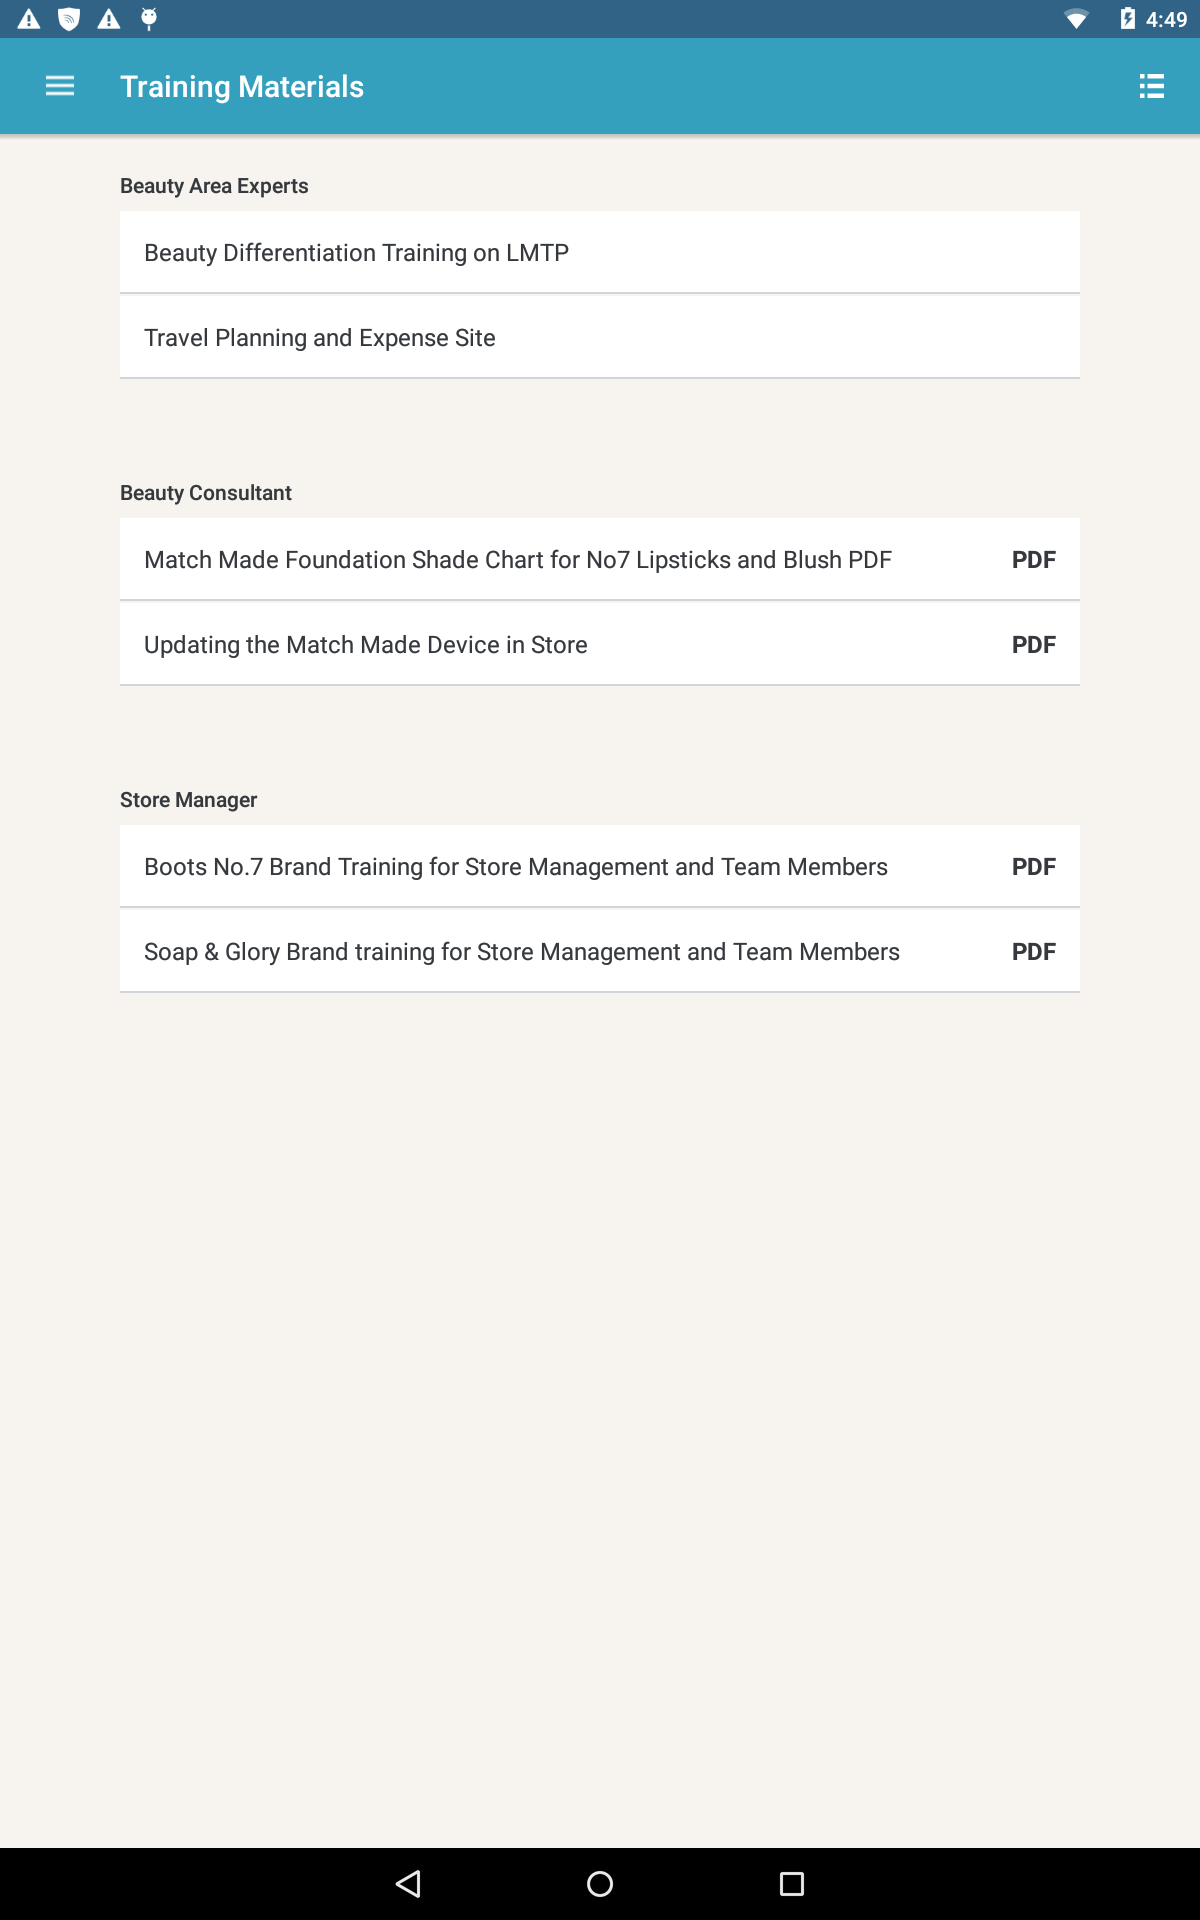 4:49
Training Materials
Beauty Area Experts
Beauty Differentiation Training on LMTP
Travel Planning and Expense Site
Beauty Consultant
Match Made Foundation Shade Chart for No7 Lipsticks and Blush PDF PDF
Updating the Match Made Device in Store PDF
Store Manager
Boots No.7 Brand Training for Store Management and Team Members PDF
Soap & Glory Brand training for Store Management and Team Members PDF